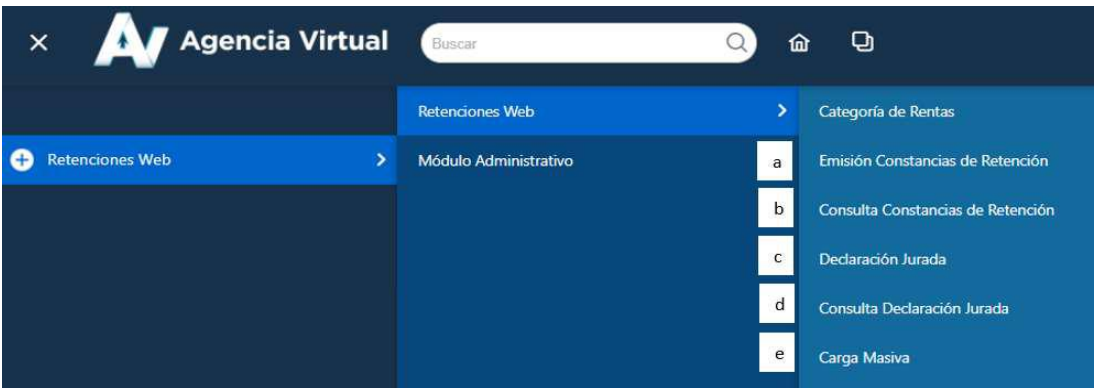 AV Agencia Virtual Buscar
Retenciones Web Categoría de Rentas
Retenciones Web Módulo Administrativo a Emisión Constancias de Retención
b Consulta Constancias de Retención
c Declaración Jurada
d Consulta Declaración Jurada
e Carga Masiva